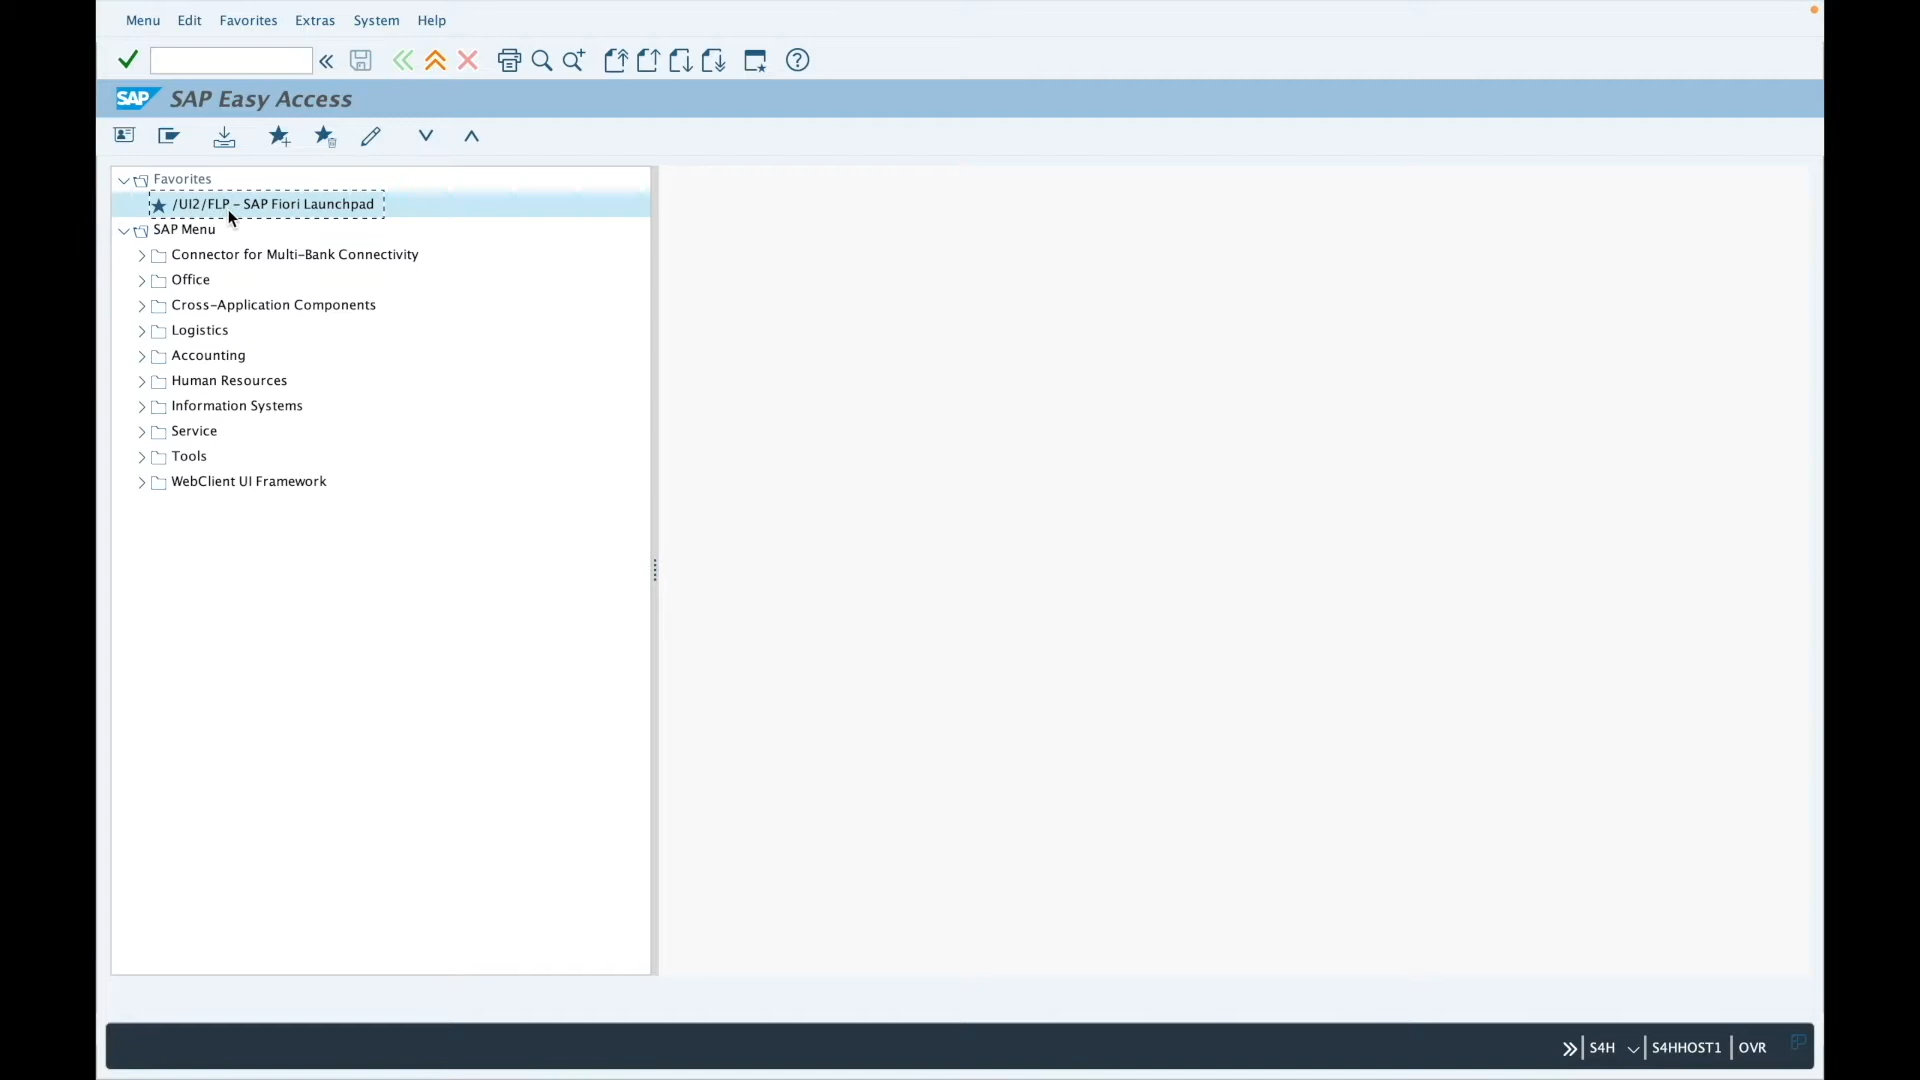 Menu Edit Favorites Extras System Help
SAP SAP Easy Access
Favorites
/UI2/FLP – SAP Fiori Launchpad
SAP Menu
Connector for Multi–Bank Connectivity
Office
Cross–Application Components
Logistics
Accounting
Human Resources
Information Systems
Service
Tools
WebClient UI Framework
S4H S4HHOST1 OVR